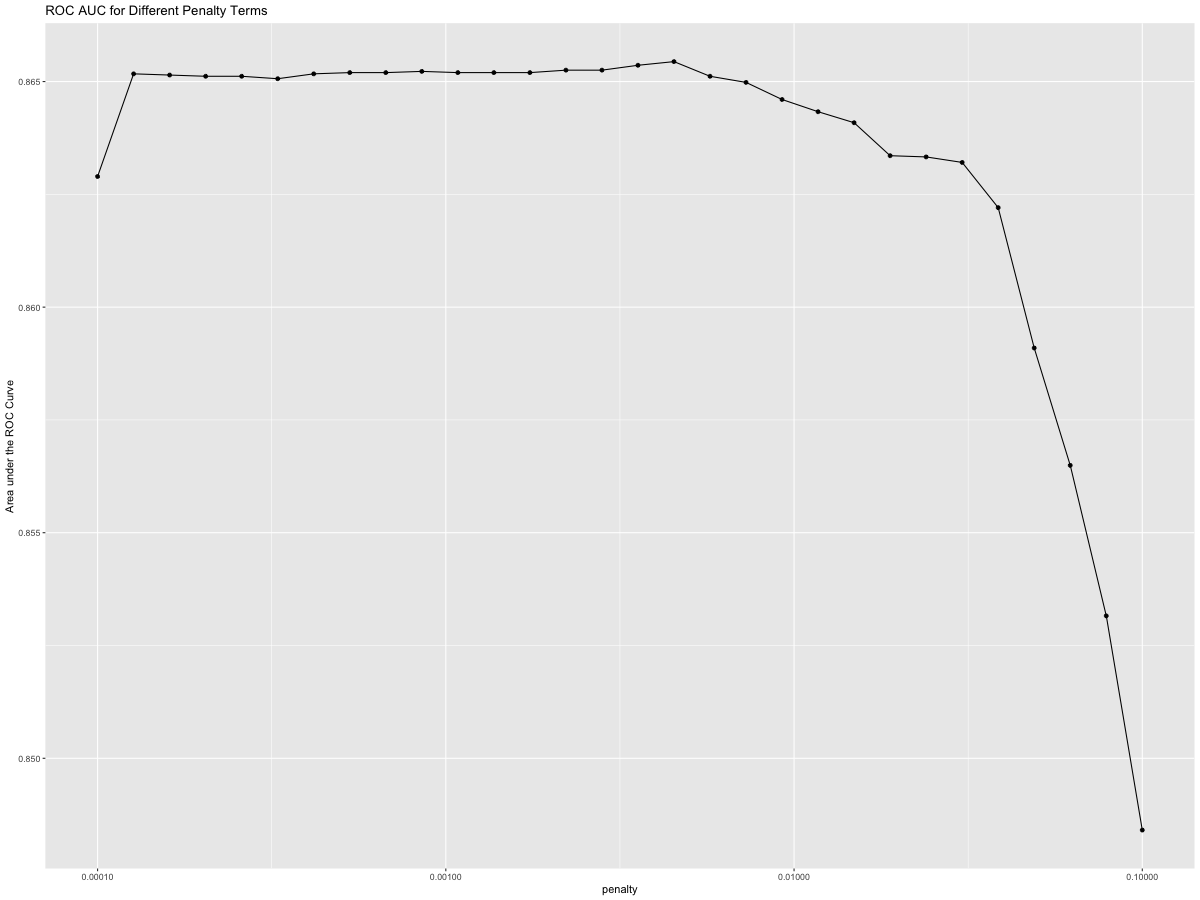 ROC AUC for Different Penalty Terms
Area under the ROC Curve
0.865
0.860
0.855
0.850
0.00010 0.00100 0.01000 0.10000
penalty